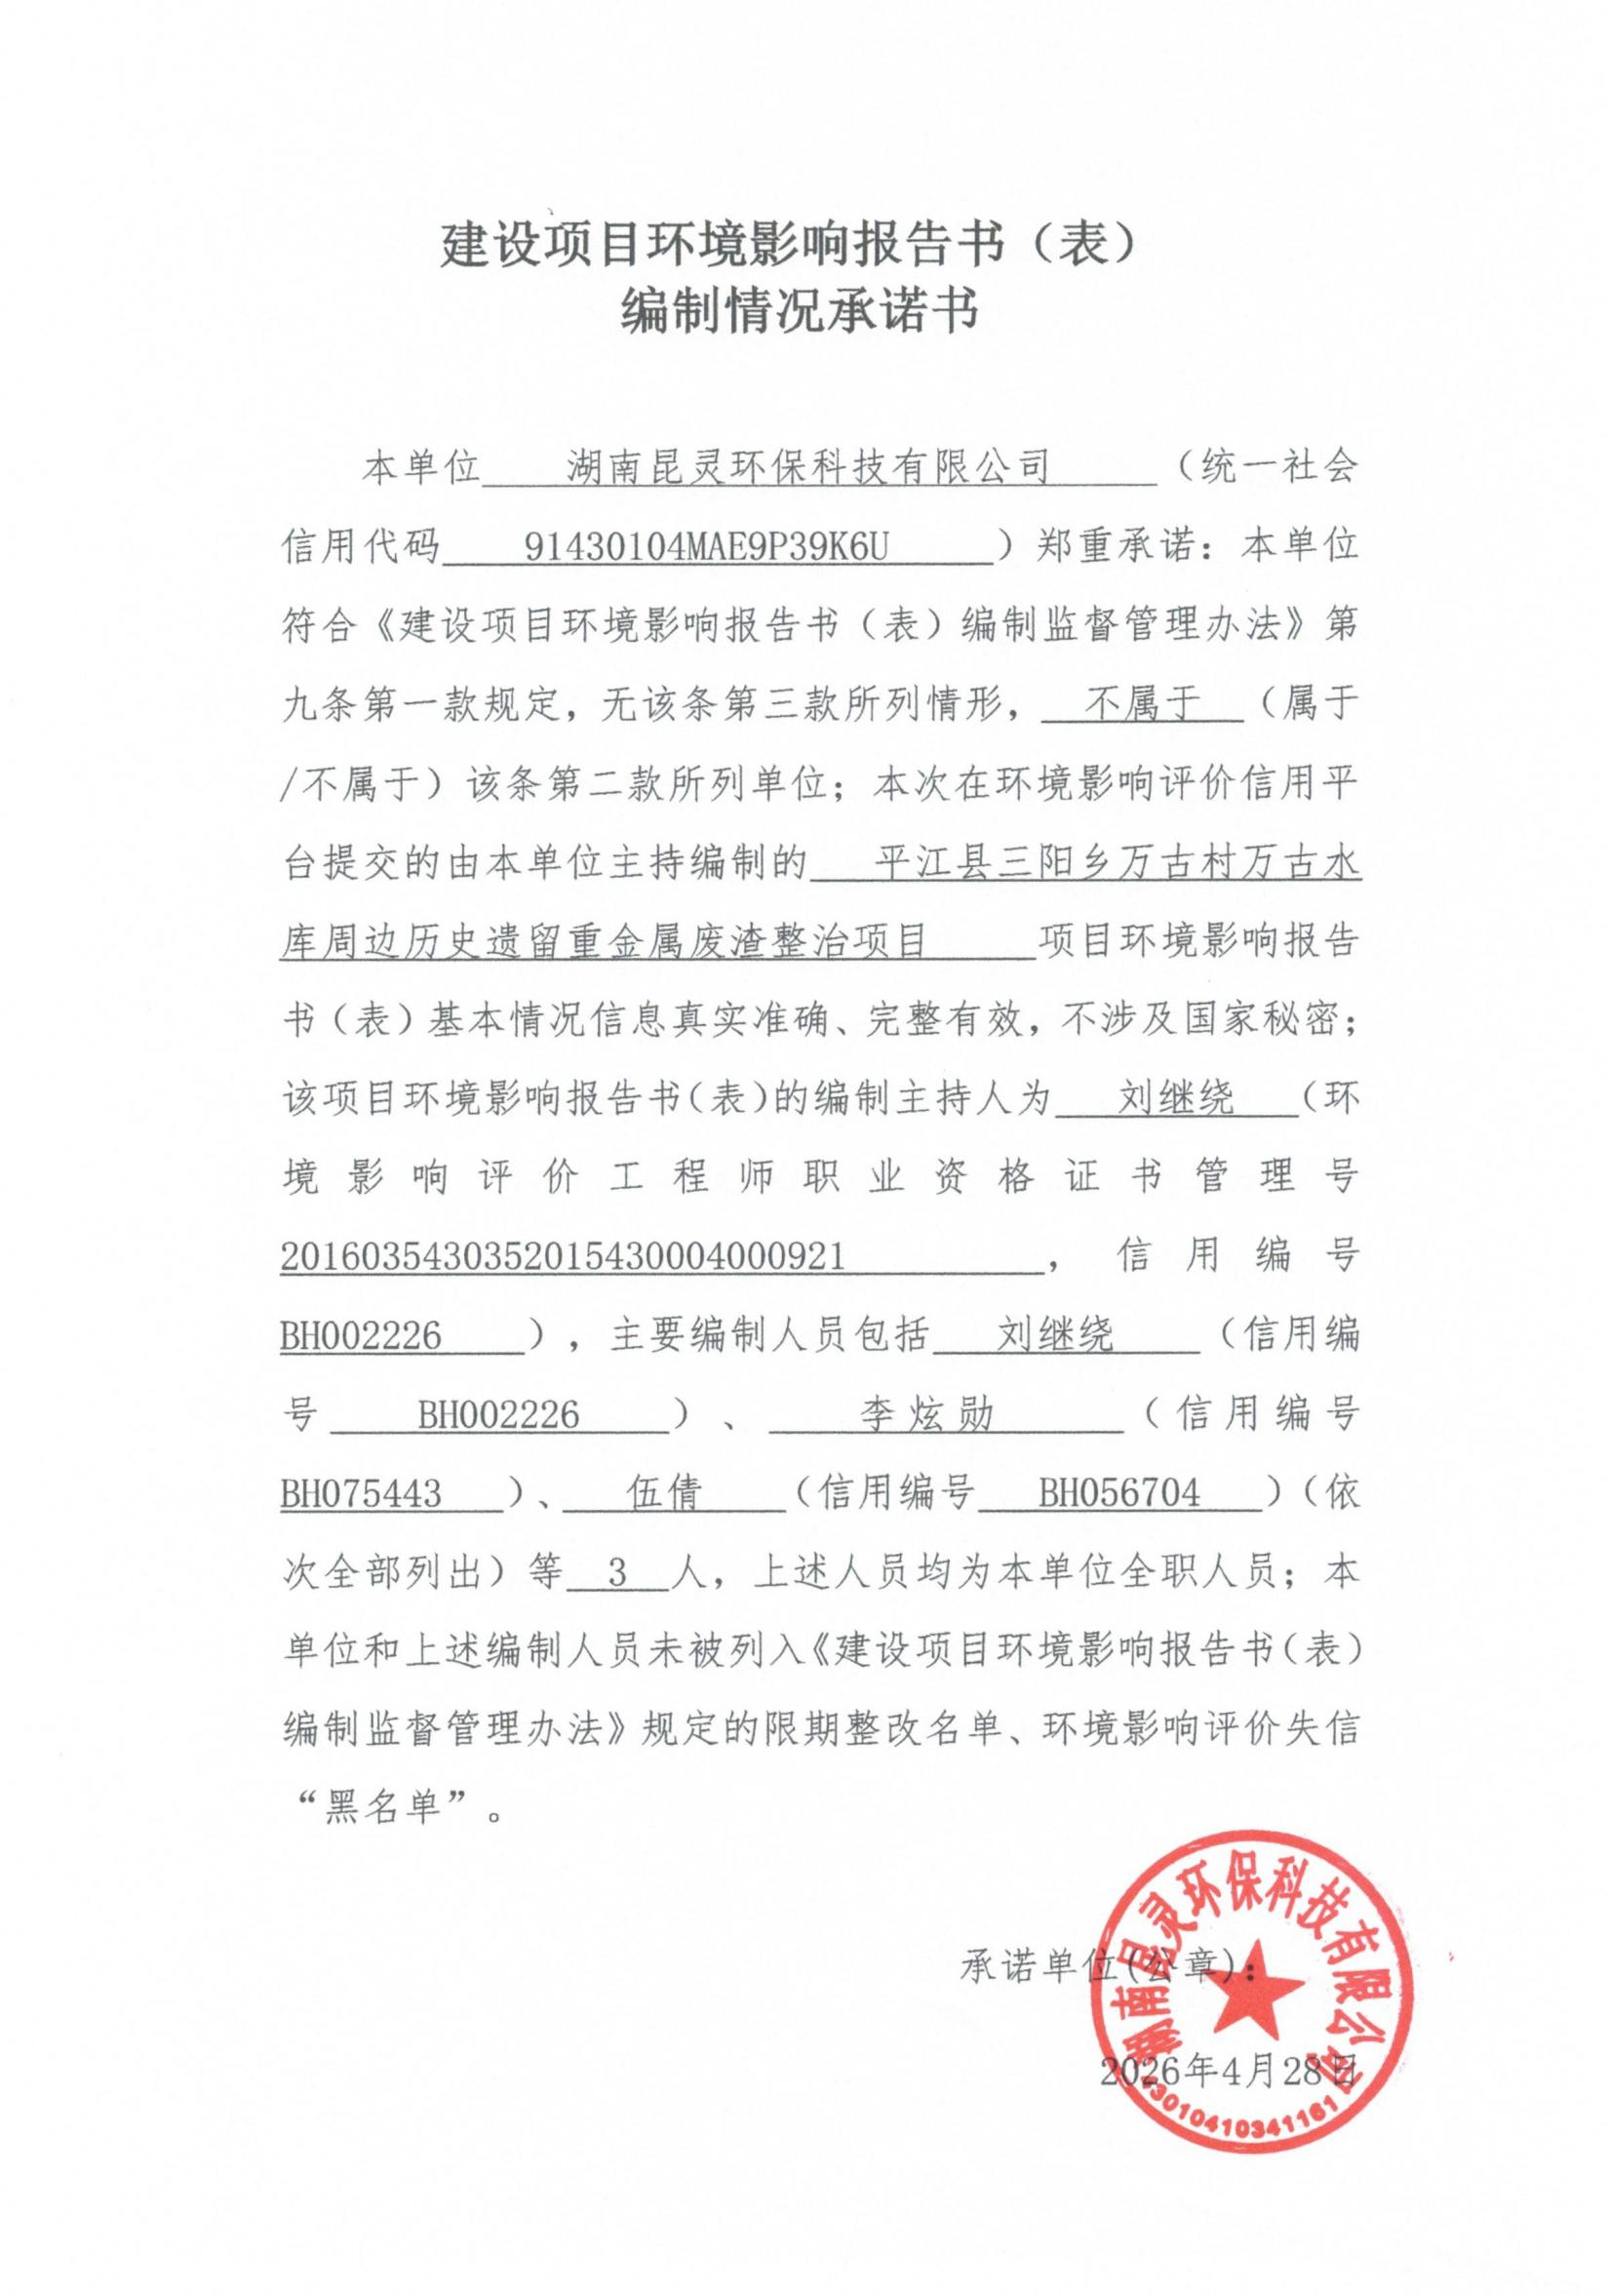 建设项目环境影响报告书（表）
编制情况承诺书
本单位 湖南昆灵环保科技有限公司 （统一社会
信用代码 91430104MAE9P39K6U ）郑重承诺：本单位
符合《建设项目环境影响报告书（表）编制监督管理办法》第
九条第一款规定，无该条第三款所列情形， 不属于 （属于
/不属于）该条第二款所列单位；本次在环境影响评价信用平
台提交的由本单位主持编制的 平江县三阳乡万古村万古水
库周边历史遗留重金属废渣整治项目 项目环境影响报告
书（表）基本情况信息真实准确、完整有效，不涉及国家秘密；
该项目环境影响报告书（表）的编制主持人为 刘继绕 （环
境影响评价工程师职业资格证书管理号
2016035430352015430004000921 ，信用编号
BH002226 ），主要编制人员包括 刘继绕 （信用编
号 BH002226 ）、 李炫勋 （信用编号
BH075443 ）、 伍倩 （信用编号 BH056704 ）（依
次全部列出）等 3 人，上述人员均为本单位全职人员；本
单位和上述编制人员未被列入《建设项目环境影响报告书（表）
编制监督管理办法》规定的限期整改名单、环境影响评价失信
“黑名单”。
承诺单位（公章）：
2026年4月28日
湖南昆灵环保科技有限公司
43010410341161